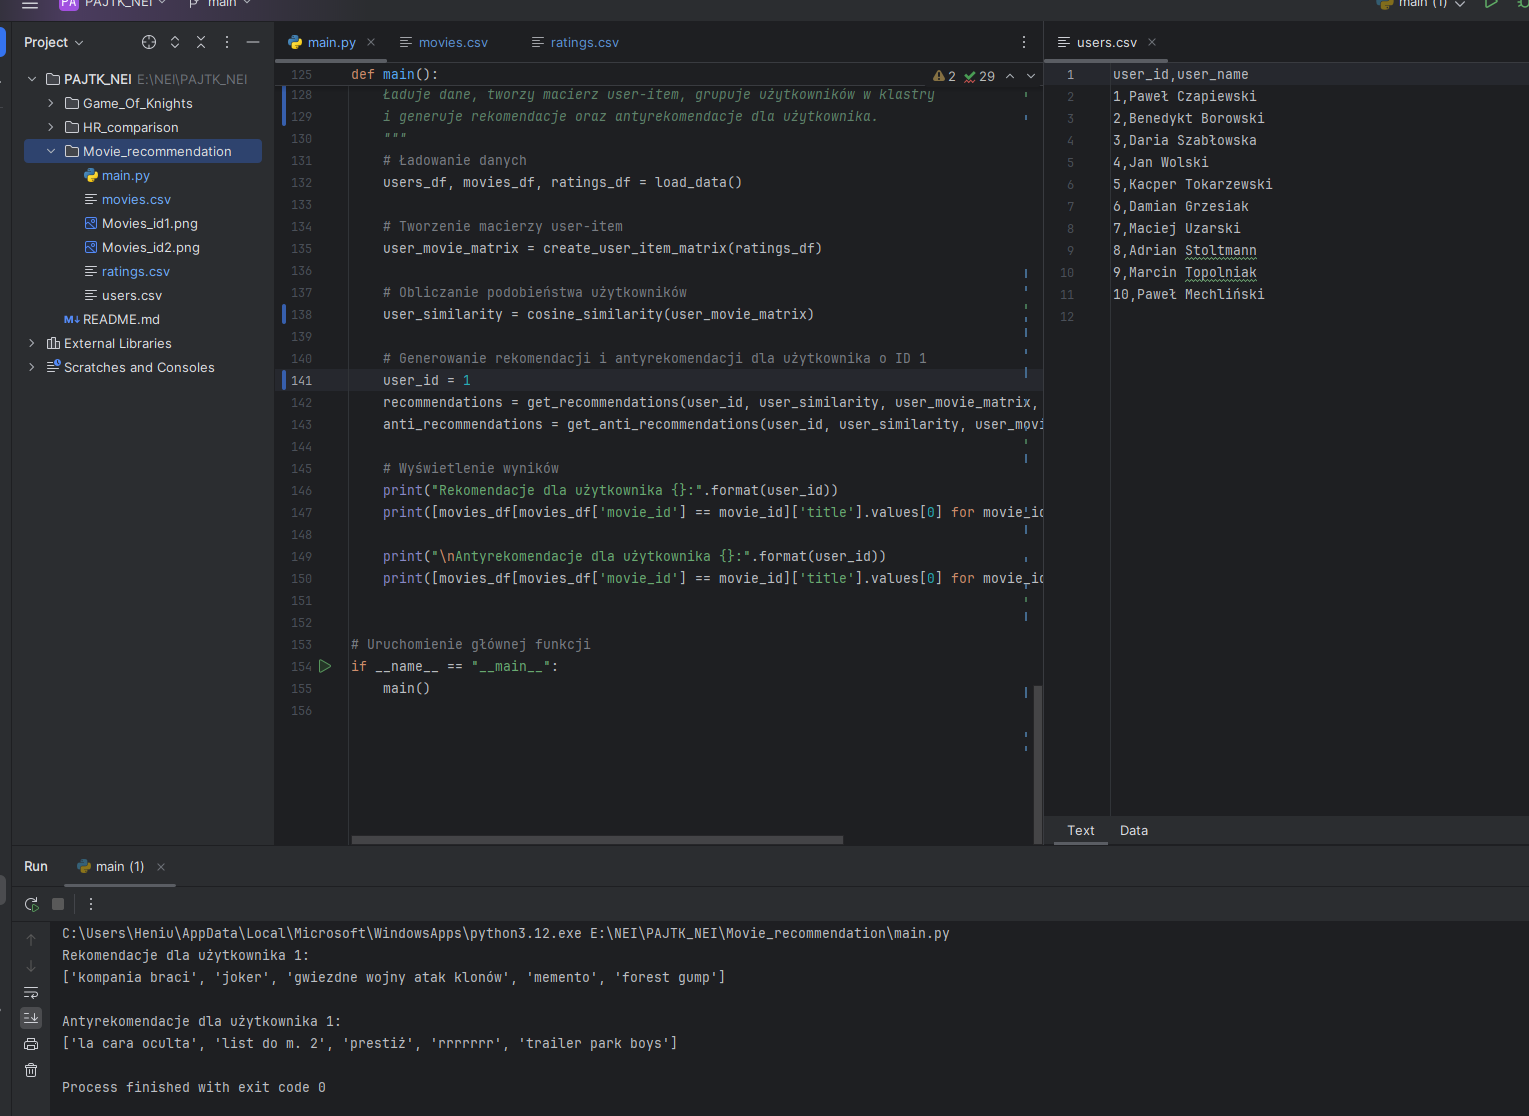 PA PAJTK_NEI main
main (1)
Project
PAJTK_NEI E:\NEI\PAJTK_NEI
Game_Of_Knights
HR_comparison
Movie_recommendation
main.py
movies.csv
Movies_id1.png
Movies_id2.png
ratings.csv
users.csv
M↓ README.md
External Libraries
Scratches and Consoles
main.py
movies.csv
ratings.csv
2 29
125 def main():
128 Ładuje dane, tworzy macierz user-item, grupuje użytkowników w klastry
129 i generuje rekomendacje oraz antyrekomendacje dla użytkownika.
130 """
131 # Ładowanie danych
132 users_df, movies_df, ratings_df = load_data()
133
134 # Tworzenie macierzy user-item
135 user_movie_matrix = create_user_item_matrix(ratings_df)
136
137 # Obliczanie podobieństwa użytkowników
138 user_similarity = cosine_similarity(user_movie_matrix)
139
140 # Generowanie rekomendacji i antyrekomendacji dla użytkownika o ID 1
141 user_id = 1
142 recommendations = get_recommendations(user_id, user_similarity, user_movie_matrix,
143 anti_recommendations = get_anti_recommendations(user_id, user_similarity, user_movi
144
145 # Wyświetlenie wyników
146 print("Rekomendacje dla użytkownika {}:".format(user_id))
147 print([movies_df[movies_df['movie_id'] == movie_id]['title'].values[0] for movie_id
148
149 print("\nAntyrekomendacje dla użytkownika {}:".format(user_id))
150 print([movies_df[movies_df['movie_id'] == movie_id]['title'].values[0] for movie_id
151
152
153 # Uruchomienie głównej funkcji
154 if __name__ == "__main__":
155 main()
156
users.csv
1 user_id,user_name
2 1,Paweł Czapiewski
3 2,Benedykt Borowski
4 3,Daria Szabłowska
5 4,Jan Wolski
6 5,Kacper Tokarzewski
7 6,Damian Grzesiak
8 7,Maciej Uzarski
9 8,Adrian Stoltmann
10 9,Marcin Topolniak
11 10,Paweł Mechliński
12
Text Data
Run main (1)
C:\Users\Heniu\AppData\Local\Microsoft\WindowsApps\python3.12.exe E:\NEI\PAJTK_NEI\Movie_recommendation\main.py
Rekomendacje dla użytkownika 1:
['kompania braci', 'joker', 'gwiezdne wojny atak klonów', 'memento', 'forest gump']
Antyrekomendacje dla użytkownika 1:
['la cara oculta', 'list do m. 2', 'prestiż', 'rrrrrrr', 'trailer park boys']
Process finished with exit code 0